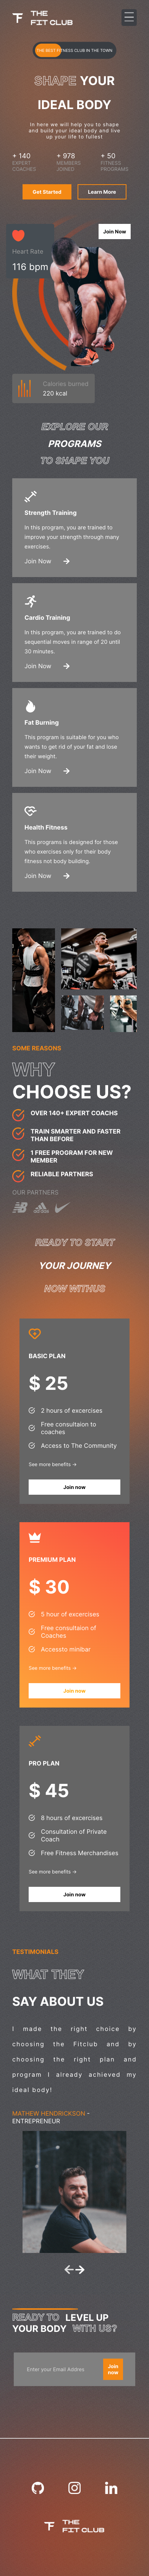 THE
FIT CLUB
THE BEST FITNESS CLUB IN THE TOWN
SHAPE YOUR
IDEAL BODY
In here we will help you to shape
and build your ideal body and live
up your life to fullest
+ 140
EXPERT
COACHES
+ 978
MEMBERS
JOINED
+ 50
FITNESS
PROGRAMS
Get Started
Learn More
Join Now
Heart Rate
116 bpm
Calories burned
220 kcal
EXPLORE OUR
PROGRAMS
TO SHAPE YOU
Strength Training
In this program, you are trained to
improve your strength through many
exercises.
Join Now
Cardio Training
In this program, you are trained to do
sequential moves in range of 20 until
30 minutes.
Join Now
Fat Burning
This program is suitable for you who
wants to get rid of your fat and lose
their weight.
Join Now
Health Fitness
This programs is designed for those
who exercises only for their body
fitness not body building.
Join Now
SOME REASONS
WHY
CHOOSE US?
OVER 140+ EXPERT COACHS
TRAIN SMARTER AND FASTER
THAN BEFORE
1 FREE PROGRAM FOR NEW
MEMBER
RELIABLE PARTNERS
OUR PARTNERS
READY TO START
YOUR JOURNEY
NOW WITHUS
BASIC PLAN
$ 25
2 hours of excercises
Free consultaion to
coaches
Access to The Community
See more benefits ->
Join now
PREMIUM PLAN
$ 30
5 hour of excercises
Free consultaion of
Coaches
Accessto minibar
See more benefits ->
Join now
PRO PLAN
$ 45
8 hours of excercises
Consultation of Private
Coach
Free Fitness Merchandises
See more benefits ->
Join now
TESTIMONIALS
WHAT THEY
SAY ABOUT US
I made the right choice by
choosing the Fitclub and by
choosing the right plan and
program I already achieved my
ideal body!
MATHEW HENDRICKSON -
ENTREPRENEUR
READY TO LEVEL UP
YOUR BODY WITH US?
Enter your Email Addres
Join
now
THE
FIT CLUB